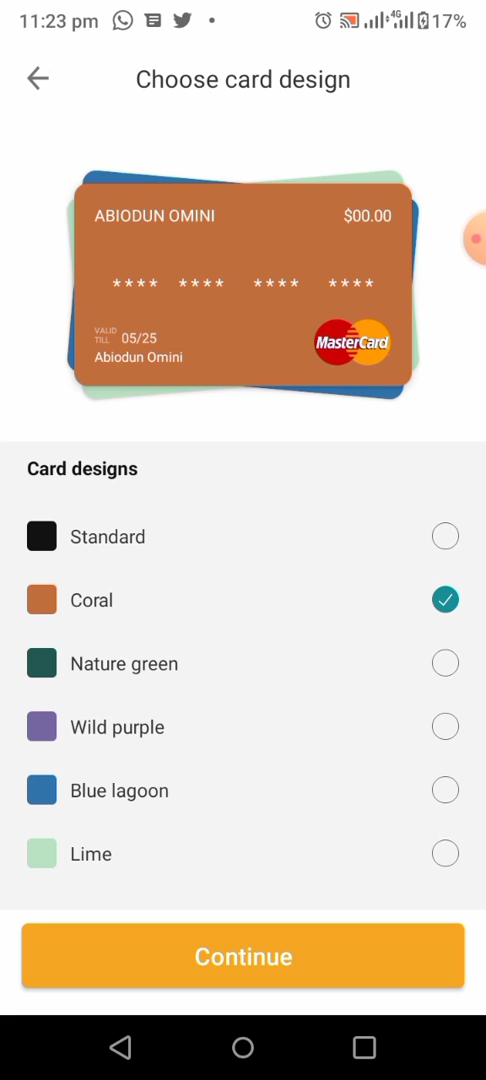 11:23 pm 4G 17%
Choose card design
ABIODUN OMINI $00.00
**** **** **** ****
VALID
TILL 05/25
Abiodun Omini
MasterCard
Card designs
Standard
Coral
Nature green
Wild purple
Blue lagoon
Lime
Continue